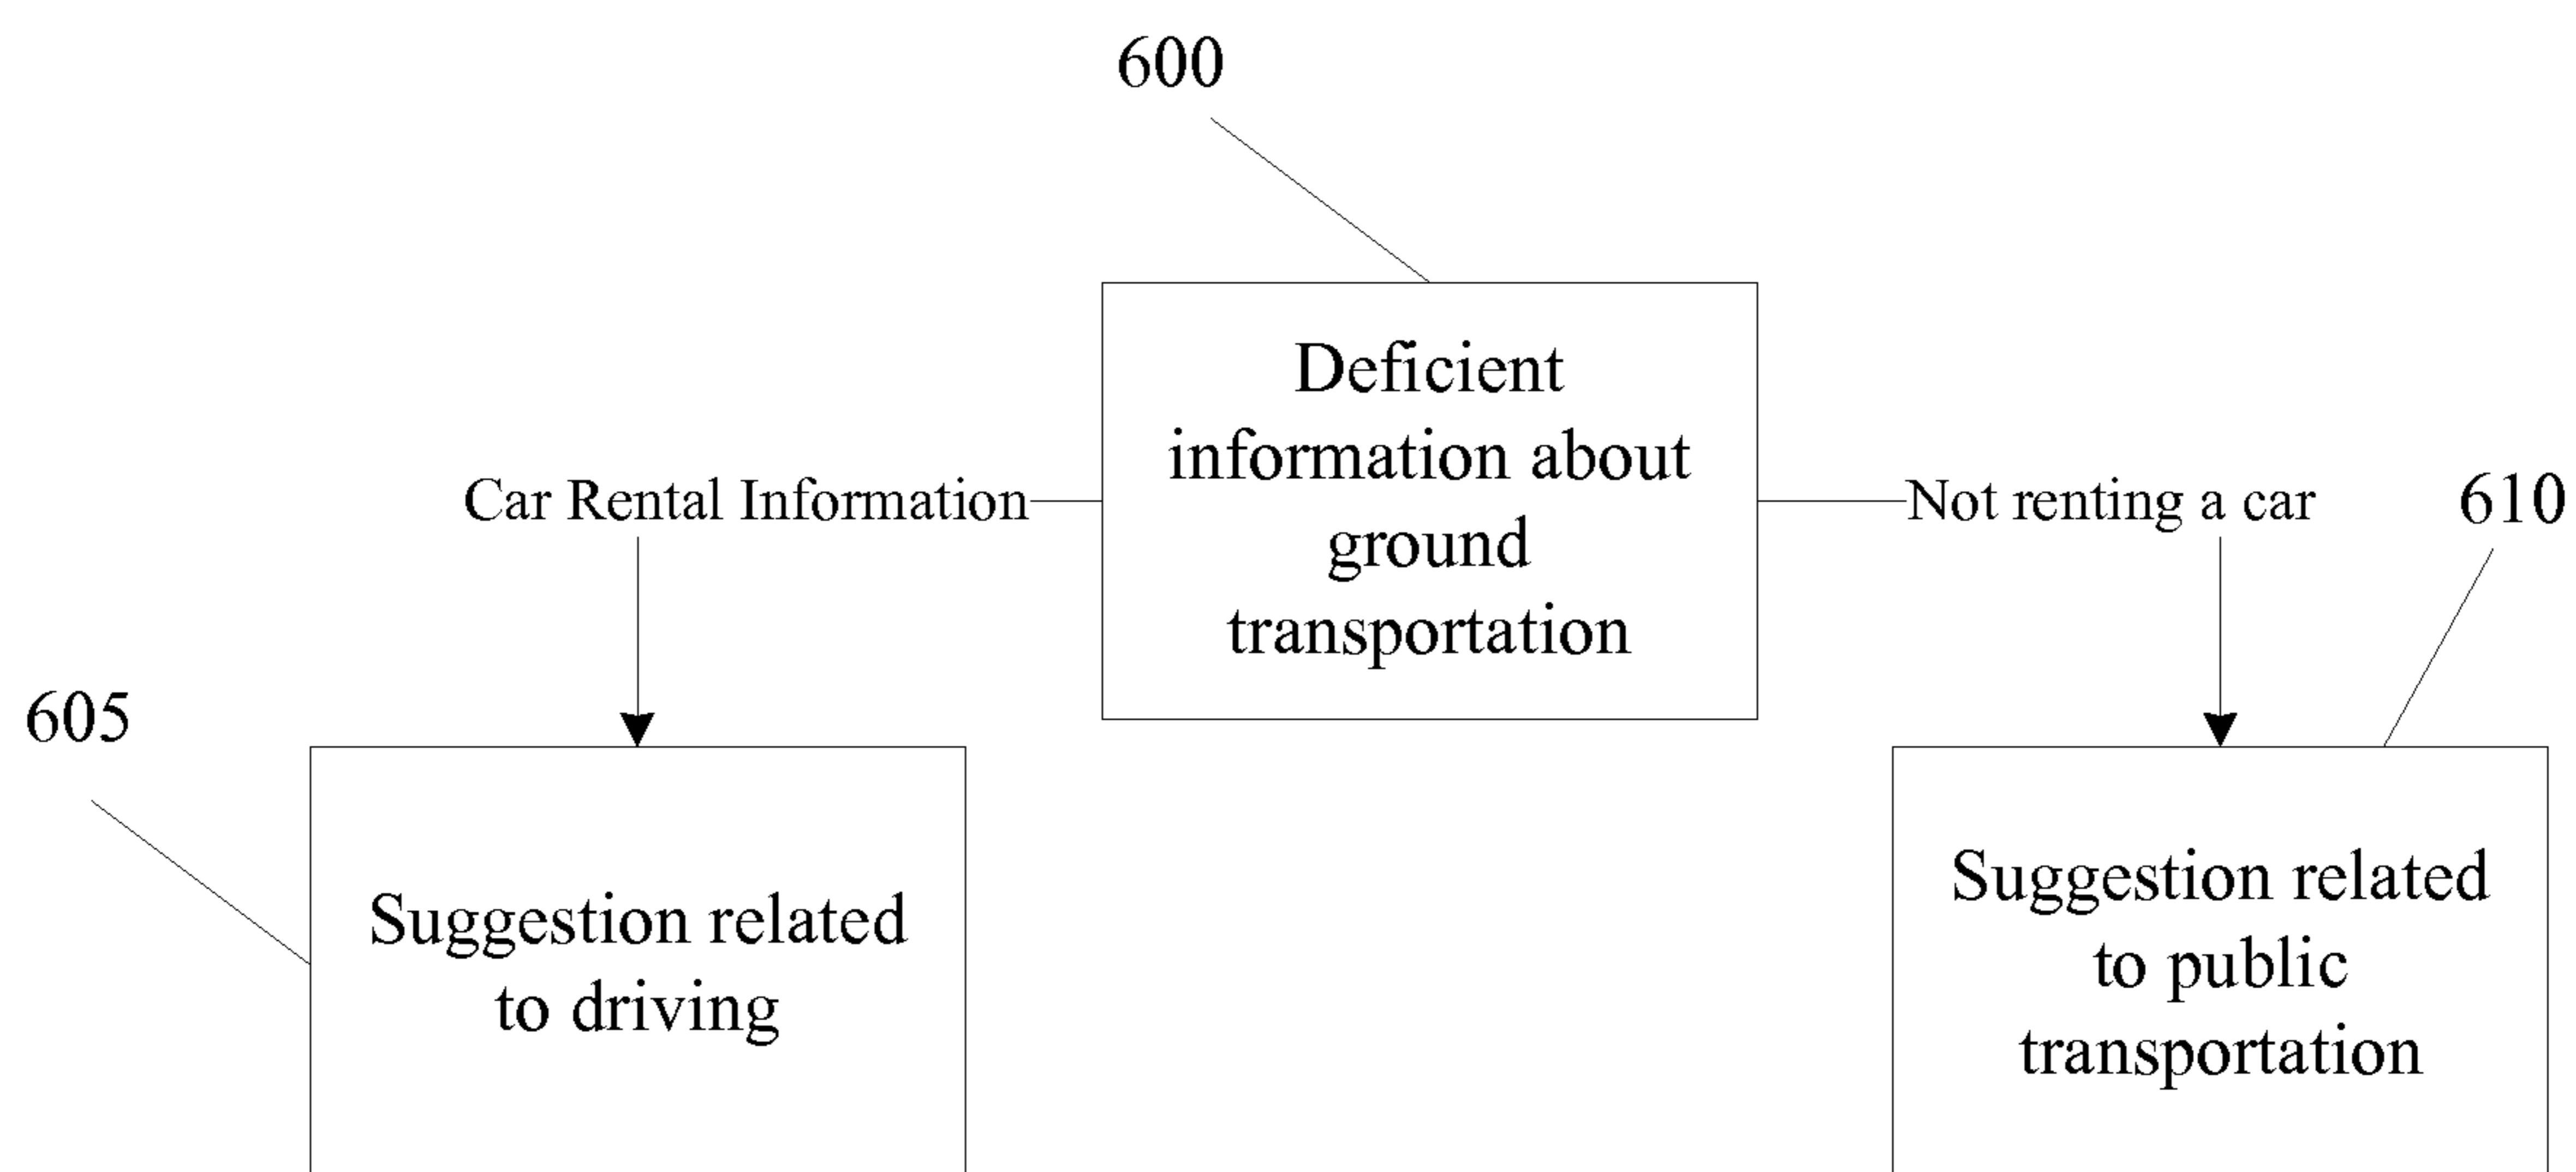 600
Deficient
information about
ground
transportation
Car Rental Information
Not renting a car
610
605
Suggestion related
to driving
Suggestion related
to public
transportation